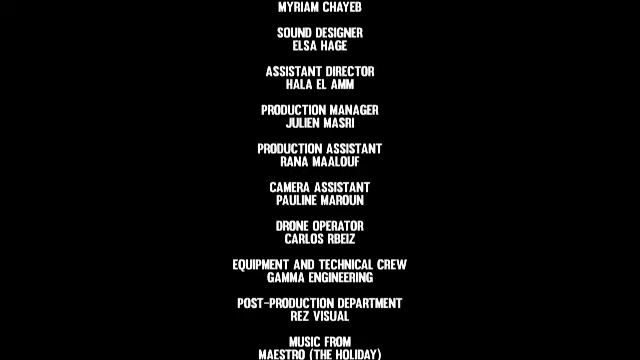 MYRIAM CHAYEB
SOUND DESIGNER
ELSA HAGE
ASSISTANT DIRECTOR
HALA EL AMM
PRODUCTION MANAGER
JULIEN MASRI
PRODUCTION ASSISTANT
RANA MAALOUF
CAMERA ASSISTANT
PAULINE MAROUN
DRONE OPERATOR
CARLOS RBEIZ
EQUIPMENT AND TECHNICAL CREW
GAMMA ENGINEERING
POST-PRODUCTION DEPARTMENT
REZ VISUAL
MUSIC FROM
MAESTRO (THE HOLIDAY)